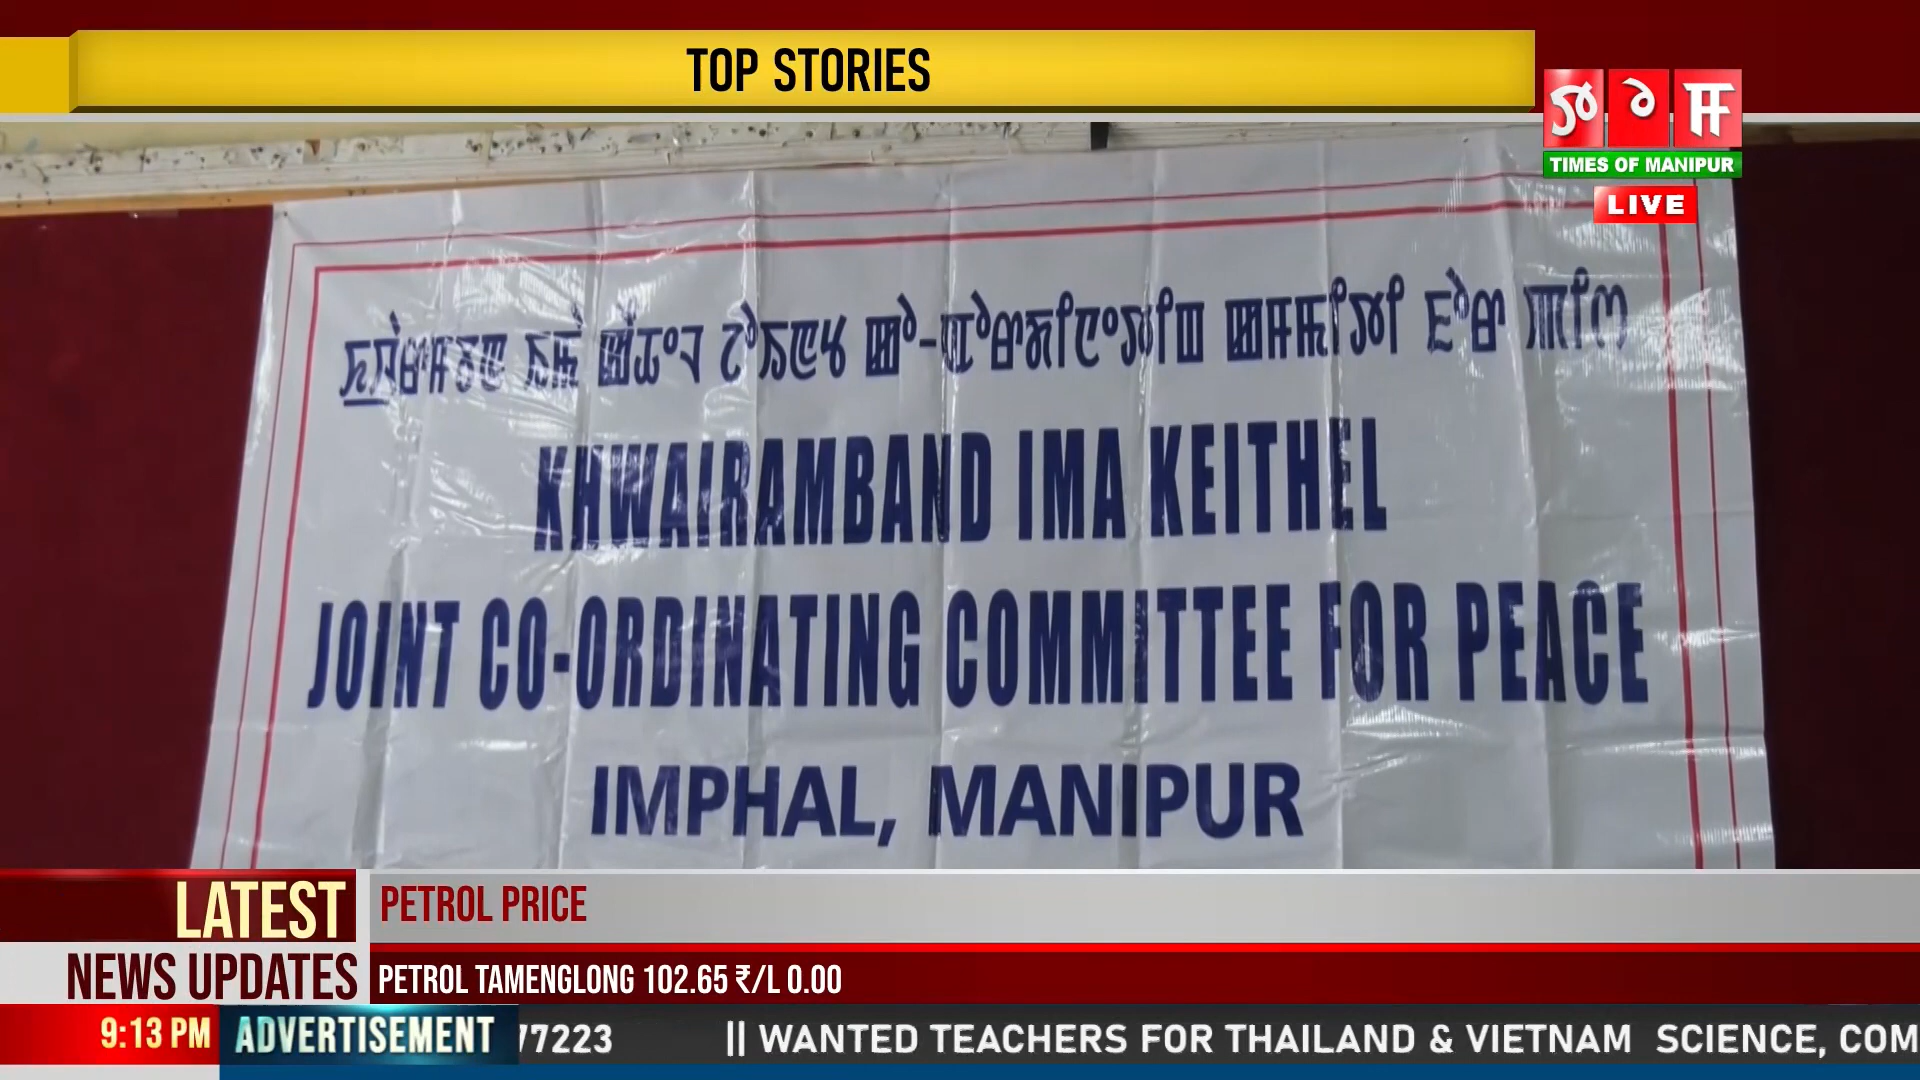 TOP STORIES
TIMES OF MANIPUR
LIVE
KHWAIRAMBAND IMA KEITHEL
JOINT CO-ORDINATING COMMITTEE FOR PEACE
IMPHAL, MANIPUR
LATEST
NEWS UPDATES
PETROL PRICE
PETROL TAMENGLONG 102.65 ₹/L 0.00
9:13 PM
ADVERTISEMENT
77223 || WANTED TEACHERS FOR THAILAND & VIETNAM SCIENCE, COM